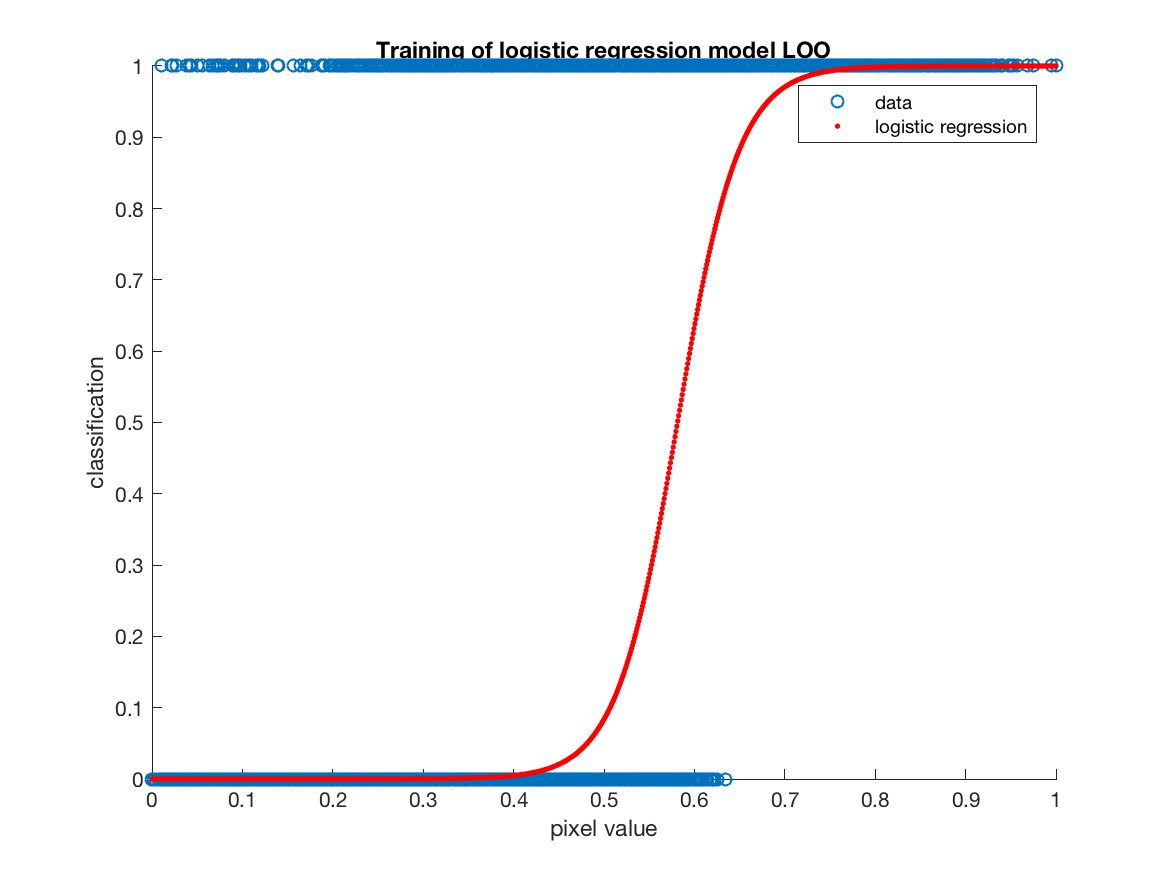 Training of logistic regression model LOO
1
0.9
0.8
0.7
0.6
0.5
0.4
0.3
0.2
0.1
0
classification
data
logistic regression
0 0.1 0.2 0.3 0.4 0.5 0.6 0.7 0.8 0.9 1
pixel value